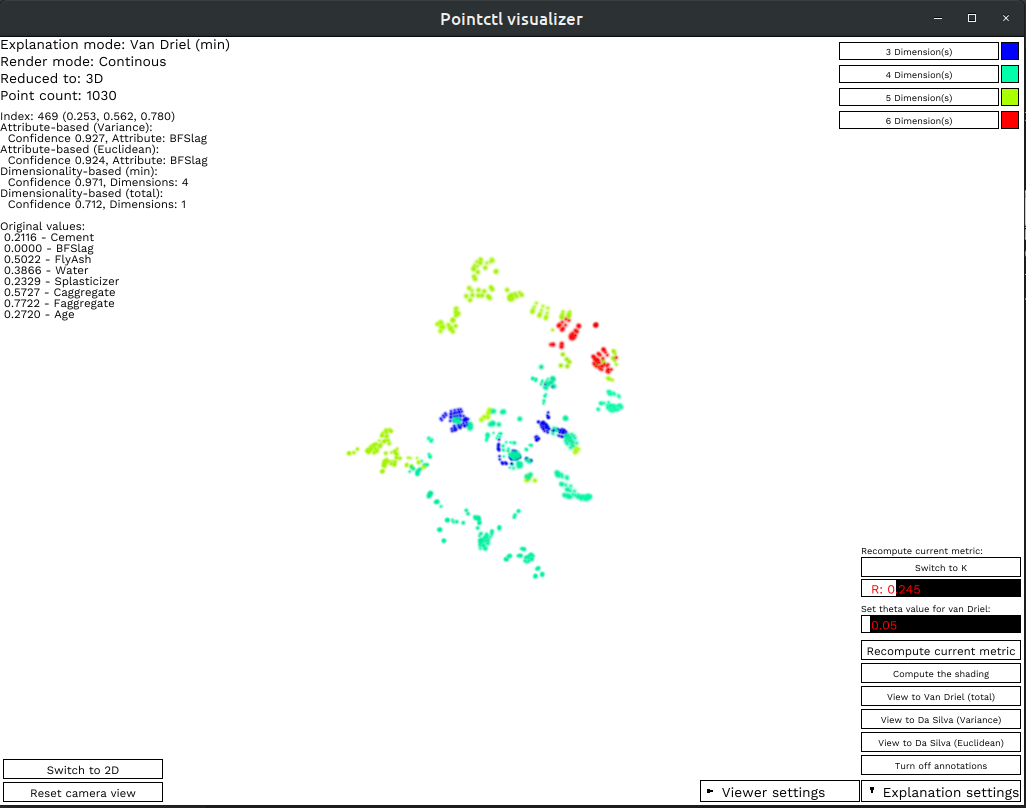 Pointctl visualizer
Explanation mode: Van Driel (min)
Render mode: Continous
Reduced to: 3D
Point count: 1030
Index: 469 (0.253, 0.562, 0.780)
Attribute-based (Variance):
Confidence 0.927, Attribute: BFSlag
Attribute-based (Euclidean):
Confidence 0.924, Attribute: BFSlag
Dimensionality-based (min):
Confidence 0.971, Dimensions: 4
Dimensionality-based (total):
Confidence 0.712, Dimensions: 1
Original values:
0.2116 - Cement
0.0000 - BFSlag
0.5022 - FlyAsh
0.3866 - Water
0.2329 - Splasticizer
0.5727 - Caggregate
0.7722 - Faggregate
0.2720 - Age
3 Dimension(s)
4 Dimension(s)
5 Dimension(s)
6 Dimension(s)
Recompute current metric:
Switch to K
R: 0.245
Set theta value for van Driel:
0.05
Recompute current metric
Compute the shading
View to Van Driel (total)
View to Da Silva (Variance)
View to Da Silva (Euclidean)
Turn off annotations
Switch to 2D
Reset camera view
Viewer settings
Explanation settings